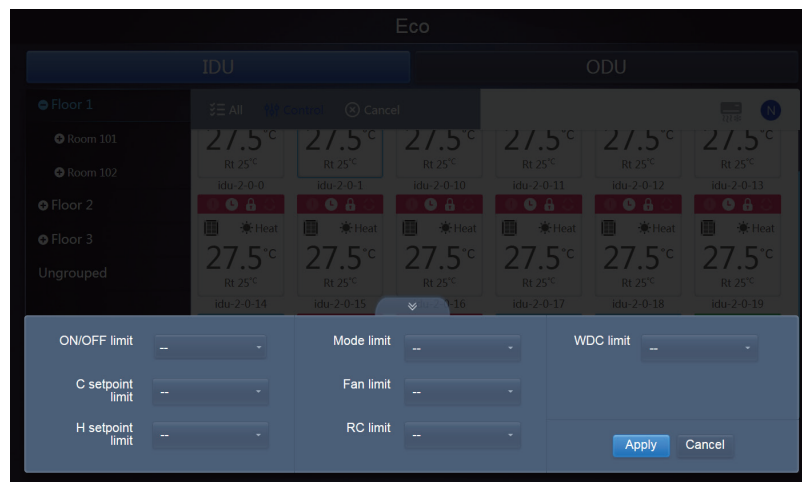 Eco
IDU
ODU
Floor 1
All
Control
Cancel
N
Room 101
Room 102
Floor 2
Floor 3
Ungrouped
27.5°C 27.5°C 27.5°C 27.5°C 27.5°C 27.5°C
Rt 25°C Rt 25°C Rt 25°C Rt 25°C Rt 25°C Rt 25°C
idu-2-0-0 idu-2-0-1 idu-2-0-10 idu-2-0-11 idu-2-0-12 idu-2-0-13
Heat Heat Heat Heat Heat Heat
27.5°C 27.5°C 27.5°C 27.5°C 27.5°C 27.5°C
Rt 25°C Rt 25°C Rt 25°C Rt 25°C Rt 25°C Rt 25°C
idu-2-0-14 idu-2-0-15 idu-2-0-16 idu-2-0-17 idu-2-0-18 idu-2-0-19
ON/OFF limit --
C setpoint
limit --
H setpoint
limit --
Mode limit --
Fan limit --
RC limit --
WDC limit --
Apply Cancel